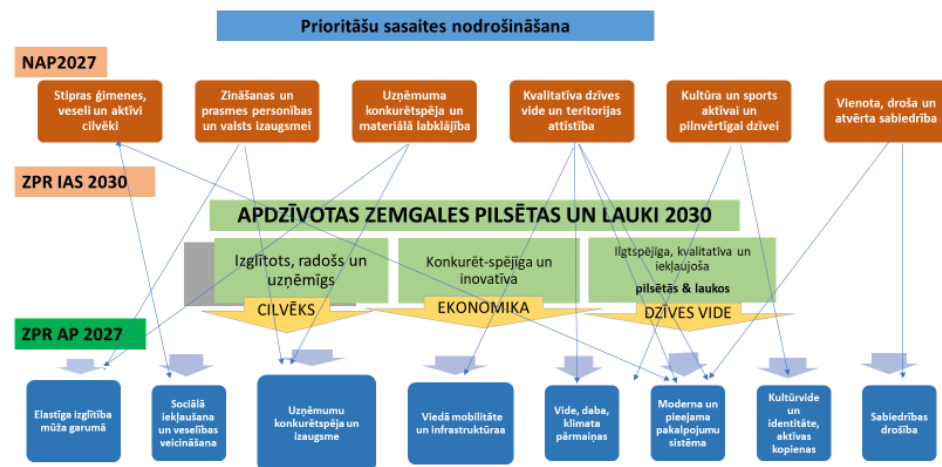 Prioritāšu sasaites nodrošināšana
NAP2027
Stipras ģimenes,
veseli un aktīvi
cilvēki
Zināšanas un
prasmes personības
un valsts izaugsmei
Uzņēmuma
konkurētspēja un
materiālā labklājība
Kvalitatīva dzīves
vide un teritorijas
attīstība
Kultūra un sports
aktīvai un
pilnvērtīgai dzīvei
Vienota, droša un
atvērta sabiedrība
ZPR IAS 2030
APDZĪVOTAS ZEMGALES PILSĒTAS UN LAUKI 2030
Izglītots, radošs un
uzņēmīgs
Konkurēt-spējīga un
inovatīva
Ilgtspējīga, kvalitatīva un
iekļaujoša
pilsētās & laukos
CILVĒKS
EKONOMIKA
DZĪVES VIDE
ZPR AP 2027
Elastīga izglītība
mūža garumā
Sociālā
iekļaušana
un veselības
veicināšana
Uzņēmumu
konkurētspēja un
izaugsme
Viedā mobilitāte
un infrastruktūraa
Vide, daba,
klimata
pārmaiņas
Moderna un
pieejama
pakalpojumu
sistēma
Kultūrvide un
identitāte,
aktīvas
kopienas
Sabiedrības
drošība